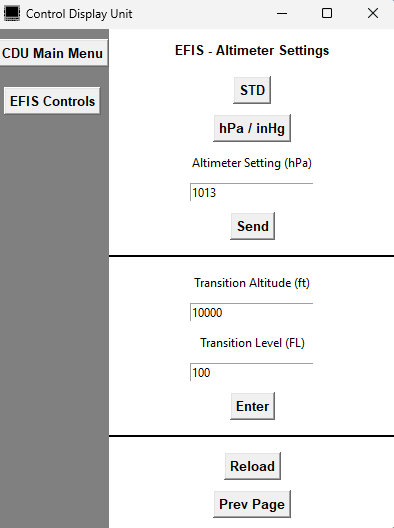 Control Display Unit
CDU Main Menu
EFIS Controls
EFIS - Altimeter Settings
STD
hPa / inHg
Altimeter Setting (hPa)
1013
Send
Transition Altitude (ft)
10000
Transition Level (FL)
100
Enter
Reload
Prev Page